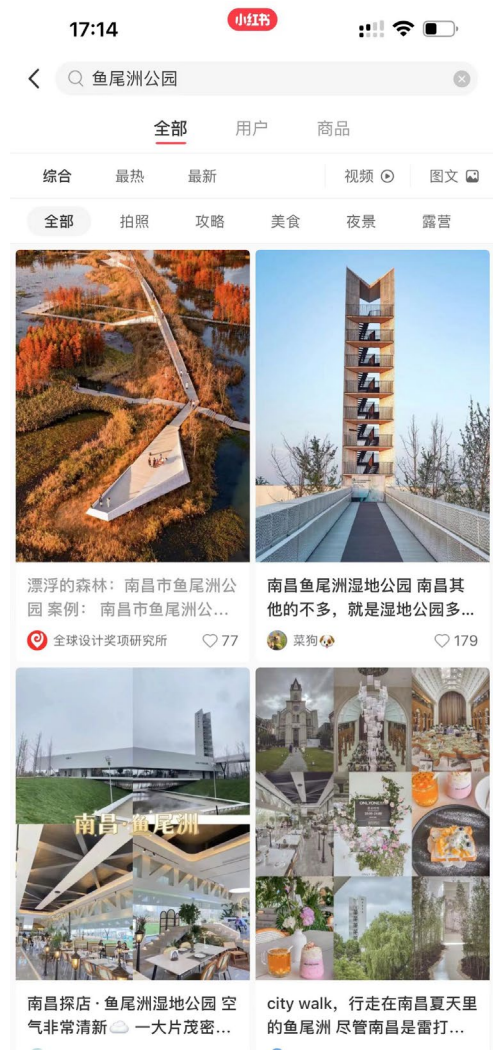 17:14
小红书
鱼尾洲公园
全部 用户 商品
综合 最热 最新 视频 图文
全部 拍照 攻略 美食 夜景 露营
漂浮的森林：南昌市鱼尾洲公
园 案例： 南昌市鱼尾洲公...
全球设计奖项研究所 77
南昌鱼尾洲湿地公园 南昌其
他的不多，就是湿地公园多...
菜狗🐶 179
南昌·鱼尾洲
南昌探店 · 鱼尾洲湿地公园 空
气非常清新☁️ 一大片茂密...
city walk，行走在南昌夏天里
的鱼尾洲 尽管南昌是雷打...